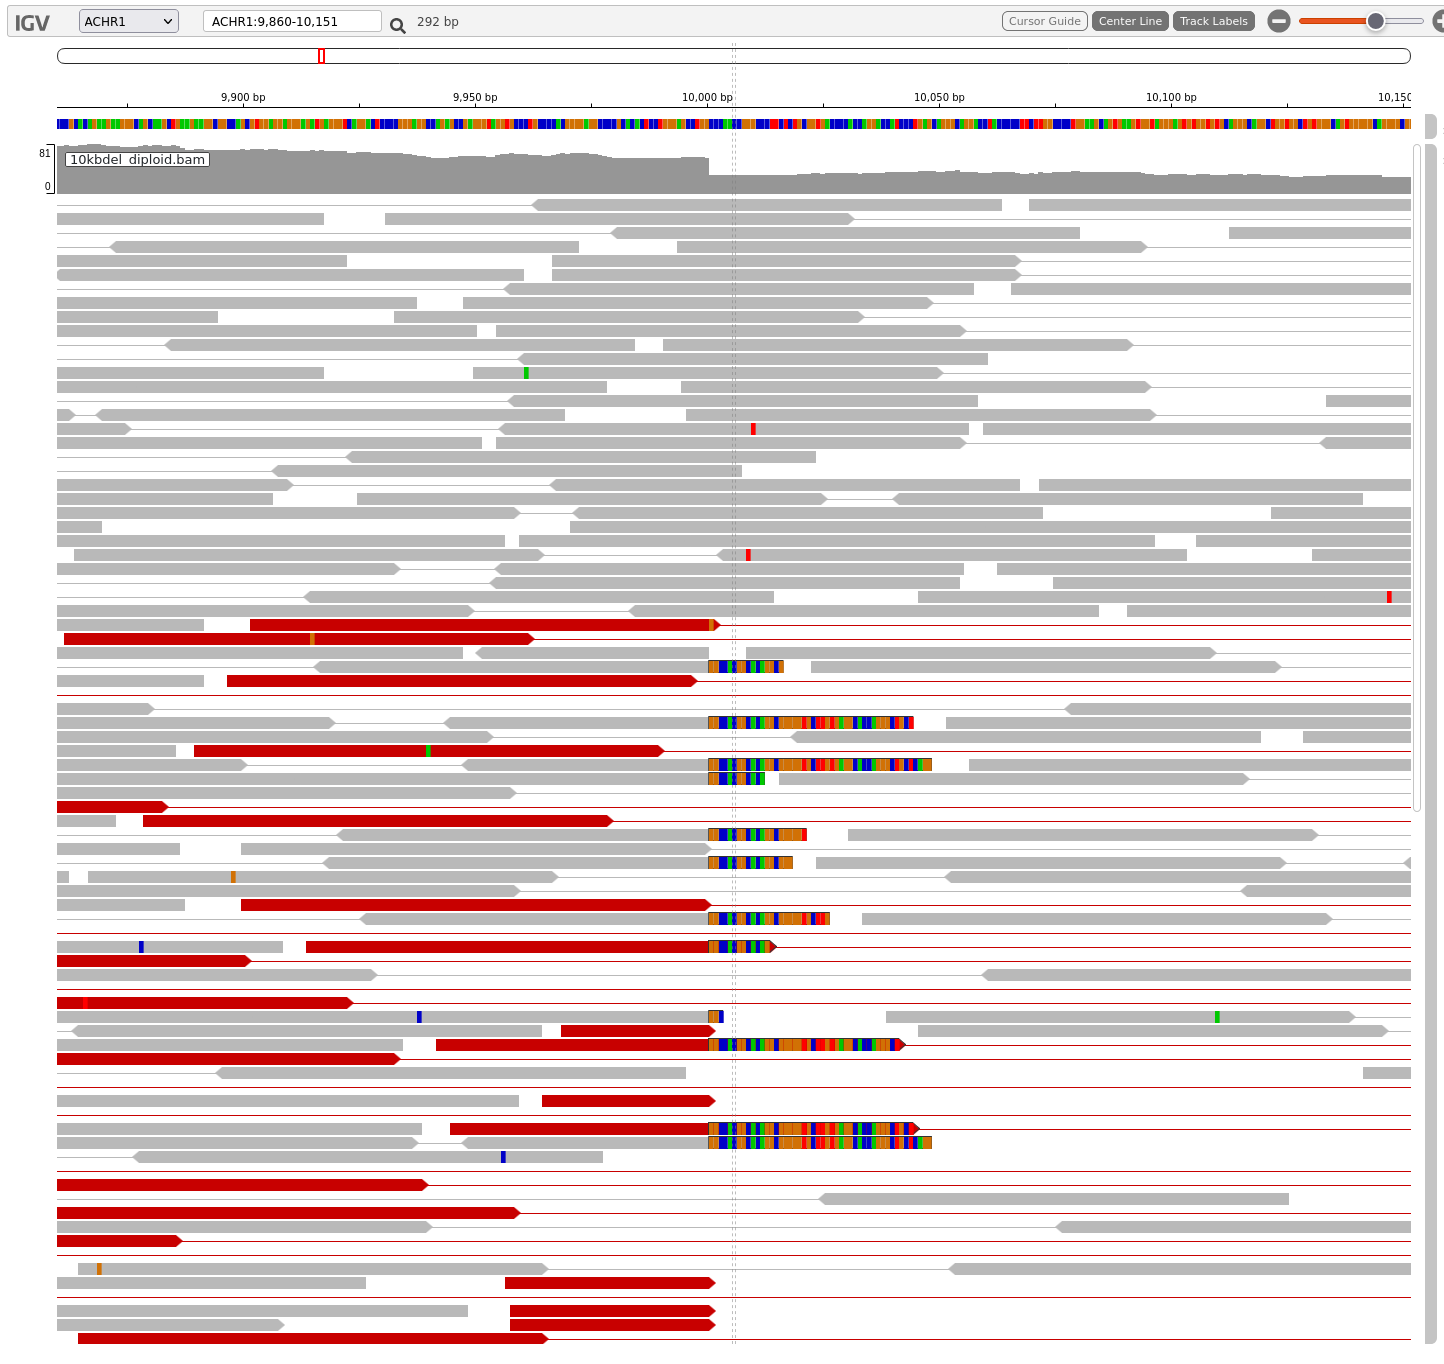 IGV ACHR1 ACHR1:9,860-10,151 292 bp Cursor Guide Center Line Track Labels
9,900 bp 9,950 bp 10,000 bp 10,050 bp 10,100 bp 10,150
81 10kbdel_diploid.bam
0